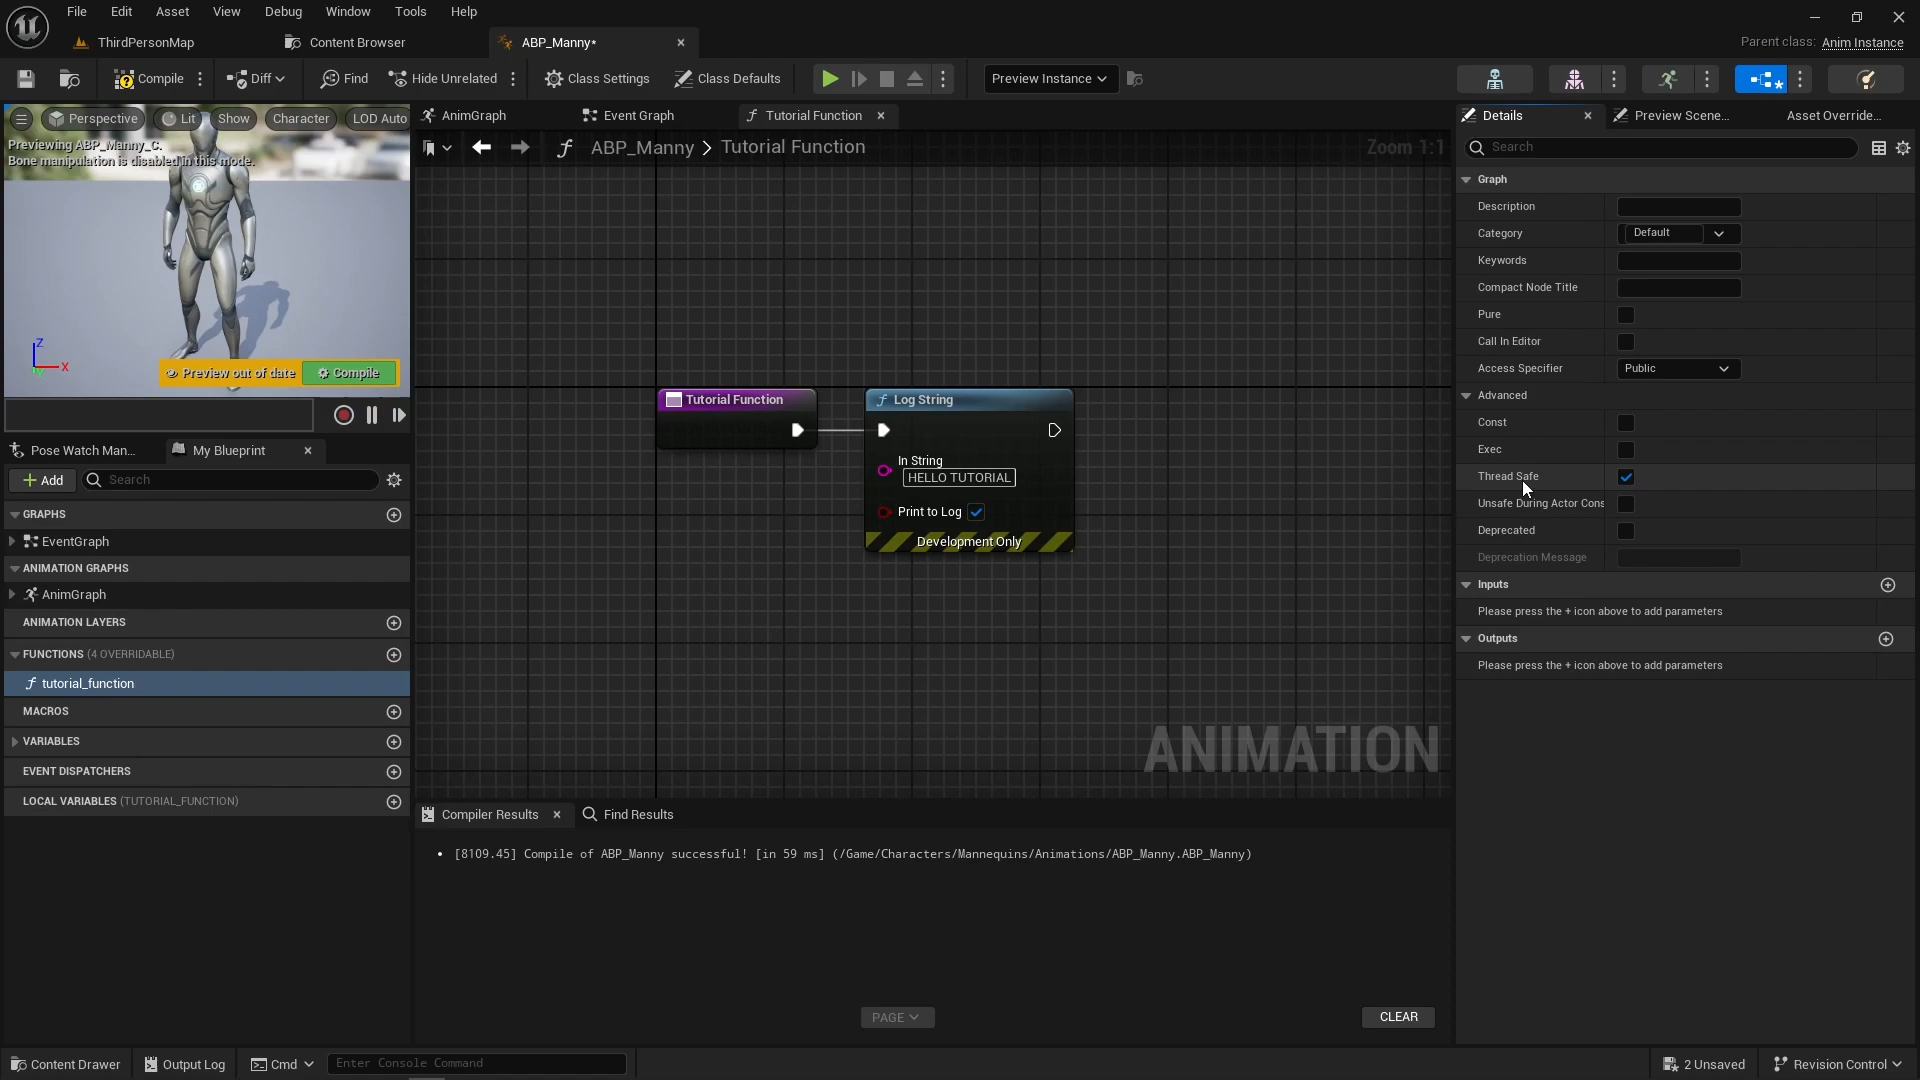 File Edit Asset View Debug Window Tools Help
ThirdPersonMap Content Browser ABP_Manny* Parent class: Anim Instance
Compile Diff Find Hide Unrelated Class Settings Class Defaults Preview Instance
Perspective Lit Show Character LOD Auto
Previewing ABP_Manny_C.
Bone manipulation is disabled in this mode.
Z
X
Preview out of date Compile
Pose Watch Man... My Blueprint
Add Search
GRAPHS
EventGraph
ANIMATION GRAPHS
AnimGraph
ANIMATION LAYERS
FUNCTIONS (4 OVERRIDABLE)
tutorial_function
MACROS
VARIABLES
EVENT DISPATCHERS
LOCAL VARIABLES (TUTORIAL_FUNCTION)
AnimGraph Event Graph Tutorial Function
ABP_Manny > Tutorial Function Zoom 1:1
Tutorial Function
Log String
In String
HELLO TUTORIAL
Print to Log
Development Only
ANIMATION
Compiler Results Find Results
[8109.45] Compile of ABP_Manny successful! [in 59 ms] (/Game/Characters/Mannequins/Animations/ABP_Manny.ABP_Manny)
PAGE CLEAR
Details Preview Scene... Asset Override...
Search
Graph
Description
Category Default
Keywords
Compact Node Title
Pure
Call In Editor
Access Specifier Public
Advanced
Const
Exec
Thread Safe
Unsafe During Actor Cons
Deprecated
Deprecation Message
Inputs
Please press the + icon above to add parameters
Outputs
Please press the + icon above to add parameters
Content Drawer Output Log Cmd Enter Console Command 2 Unsaved Revision Control